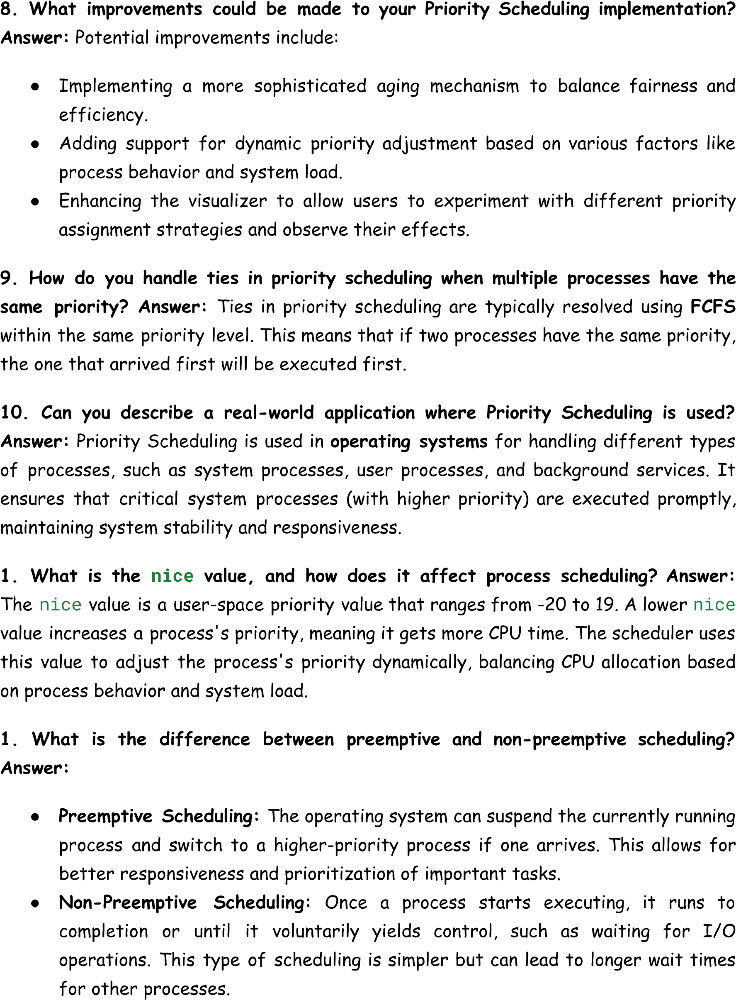 8. What improvements could be made to your Priority Scheduling implementation?
Answer: Potential improvements include:
● Implementing a more sophisticated aging mechanism to balance fairness and
efficiency.
● Adding support for dynamic priority adjustment based on various factors like
process behavior and system load.
● Enhancing the visualizer to allow users to experiment with different priority
assignment strategies and observe their effects.
9. How do you handle ties in priority scheduling when multiple processes have the
same priority? Answer: Ties in priority scheduling are typically resolved using FCFS
within the same priority level. This means that if two processes have the same priority,
the one that arrived first will be executed first.
10. Can you describe a real-world application where Priority Scheduling is used?
Answer: Priority Scheduling is used in operating systems for handling different types
of processes, such as system processes, user processes, and background services. It
ensures that critical system processes (with higher priority) are executed promptly,
maintaining system stability and responsiveness.
1. What is the nice value, and how does it affect process scheduling? Answer:
The nice value is a user-space priority value that ranges from -20 to 19. A lower nice
value increases a process's priority, meaning it gets more CPU time. The scheduler uses
this value to adjust the process's priority dynamically, balancing CPU allocation based
on process behavior and system load.
1. What is the difference between preemptive and non-preemptive scheduling?
Answer:
● Preemptive Scheduling: The operating system can suspend the currently running
process and switch to a higher-priority process if one arrives. This allows for
better responsiveness and prioritization of important tasks.
● Non-Preemptive Scheduling: Once a process starts executing, it runs to
completion or until it voluntarily yields control, such as waiting for I/O
operations. This type of scheduling is simpler but can lead to longer wait times
for other processes.